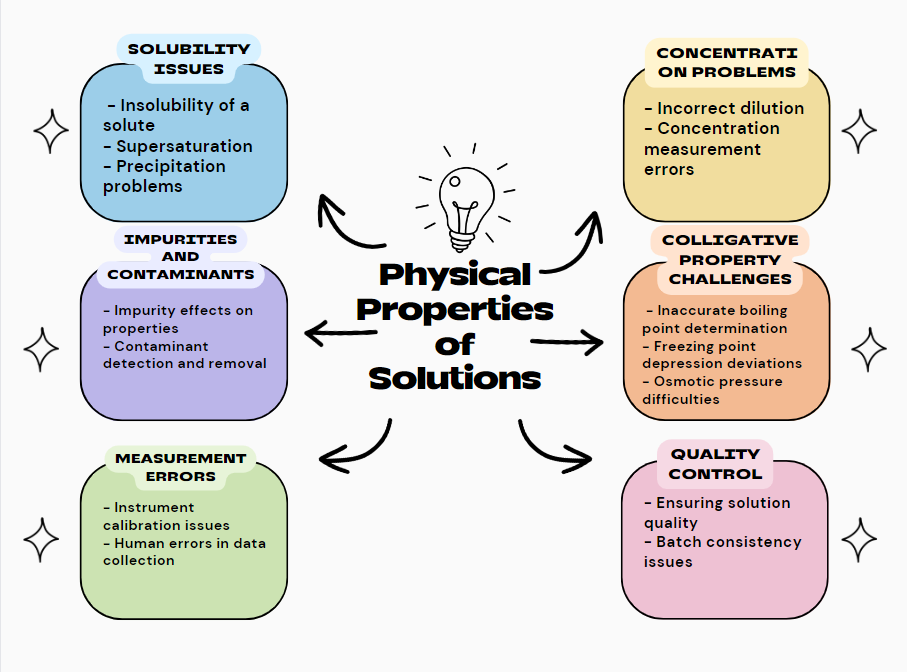 SOLUBILITY
ISSUES
- Insolubility of a
solute
- Supersaturation
- Precipitation
problems
IMPURITIES
AND
CONTAMINANTS
- Impurity effects on
properties
- Contaminant
detection and removal
MEASUREMENT
ERRORS
- Instrument
calibration issues
- Human errors in data
collection
Physical
Properties
of
Solutions
CONCENTRATI
ON PROBLEMS
- Incorrect dilution
- Concentration
measurement
errors
COLLIGATIVE
PROPERTY
CHALLENGES
- Inaccurate boiling
point determination
- Freezing point
depression deviations
- Osmotic pressure
difficulties
QUALITY
CONTROL
- Ensuring solution
quality
- Batch consistency
issues